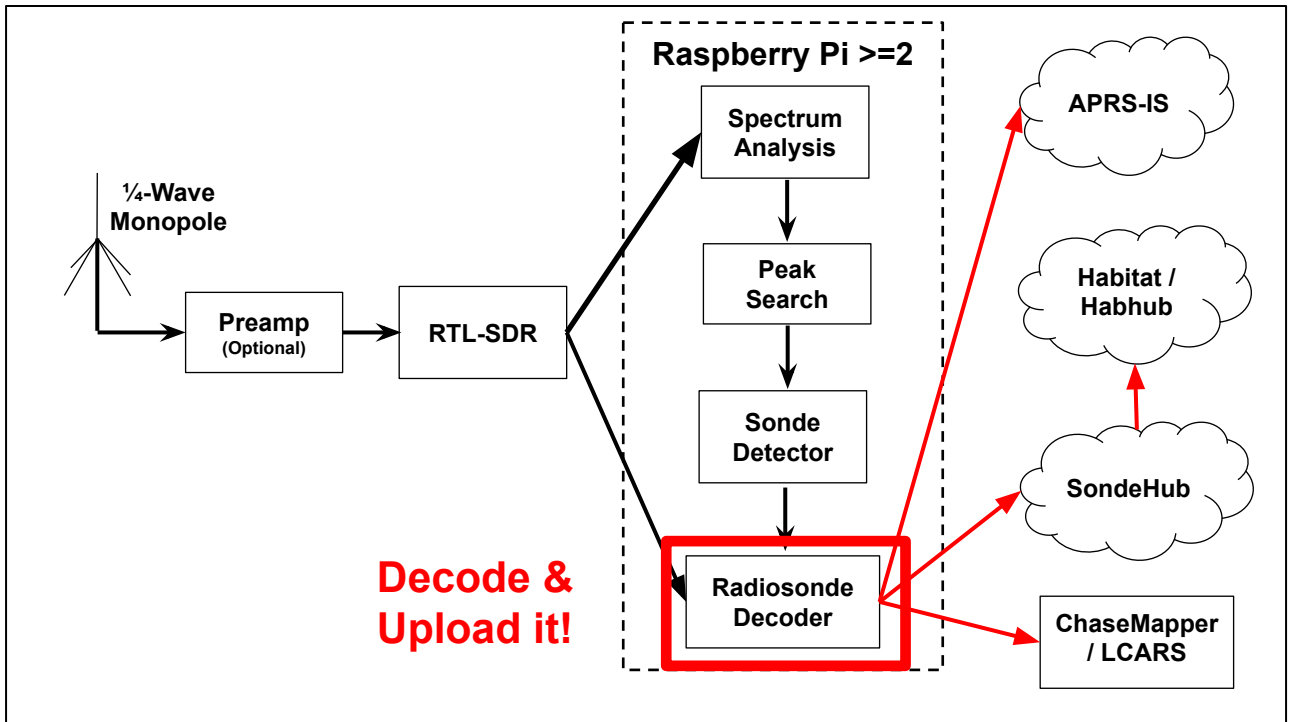 Raspberry Pi >=2
Spectrum
Analysis
APRS-IS
¼-Wave
Monopole
Peak
Search
Habitat /
Habhub
Preamp
(Optional)
RTL-SDR
Sonde
Detector
SondeHub
Decode &
Upload it!
Radiosonde
Decoder
ChaseMapper
/ LCARS